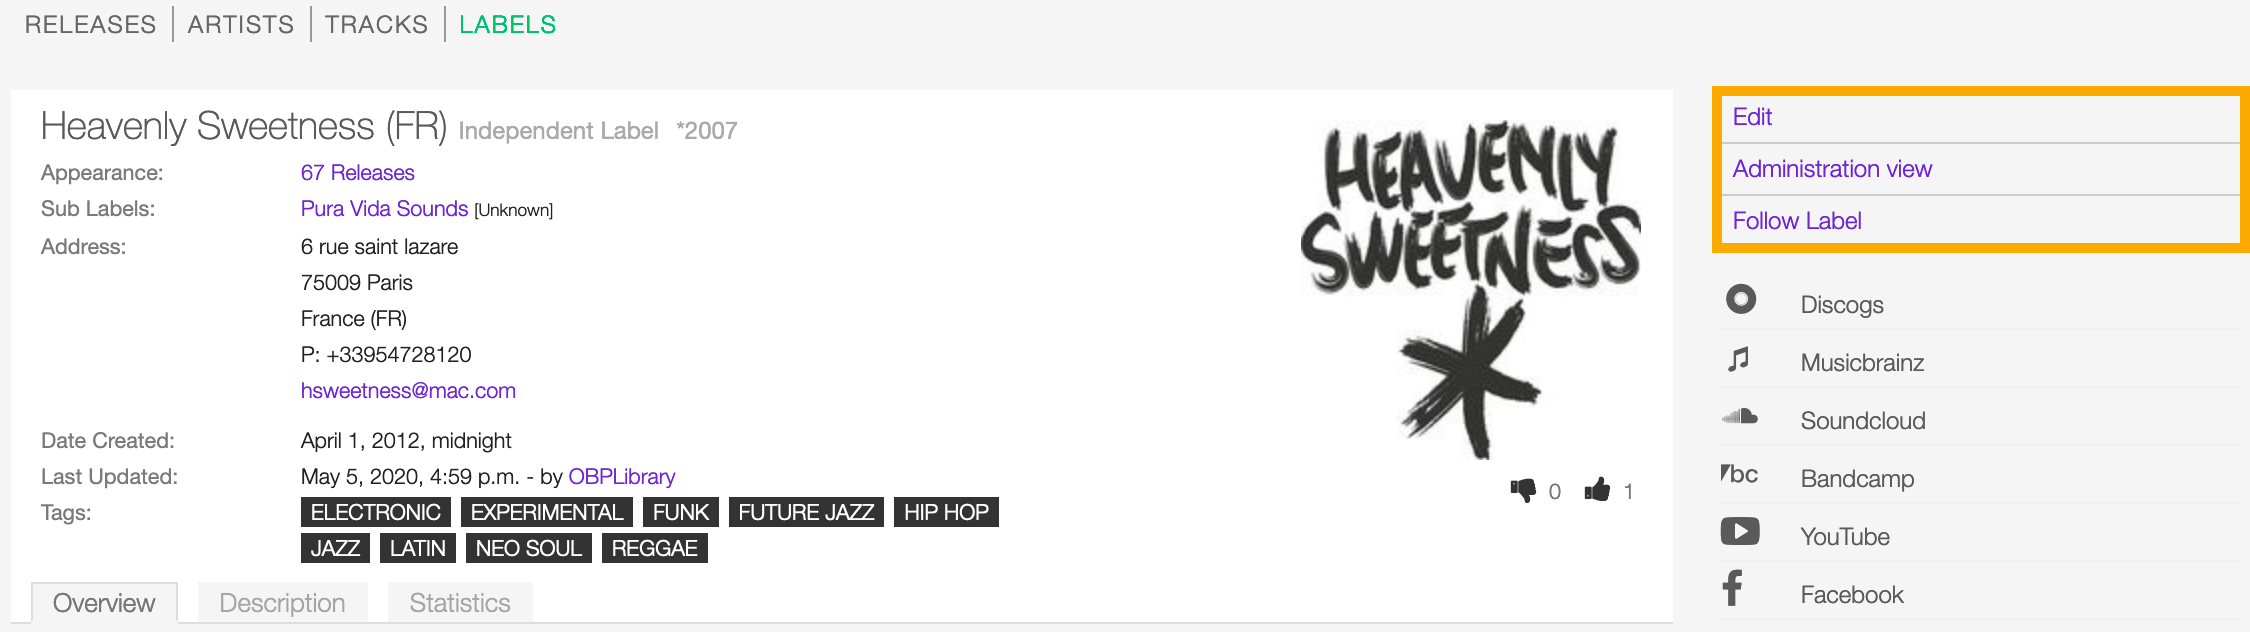 RELEASES ARTISTS TRACKS LABELS
Heavenly Sweetness (FR) Independent Label *2007
Appearance: 67 Releases
Sub Labels: Pura Vida Sounds [Unknown]
Address: 6 rue saint lazare
75009 Paris
France (FR)
P: +33954728120
hsweetness@mac.com
Date Created: April 1, 2012, midnight
Last Updated: May 5, 2020, 4:59 p.m. - by OBPLibrary
Tags: ELECTRONIC EXPERIMENTAL FUNK FUTURE JAZZ HIP HOP
JAZZ LATIN NEO SOUL REGGAE
HEAVENLY
SWEETNESS
0 1
Overview Description Statistics
Edit
Administration view
Follow Label
Discogs
Musicbrainz
Soundcloud
bc Bandcamp
YouTube
Facebook